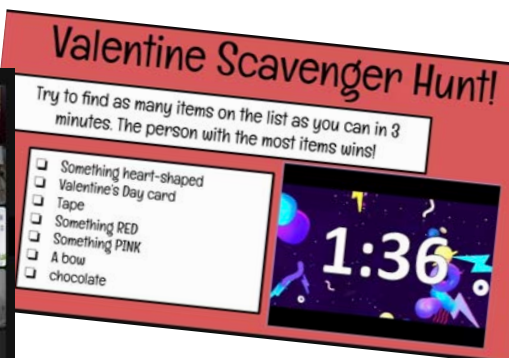 Valentine Scavenger Hunt!
Try to find as many items on the list as you can in 3
minutes. The person with the most items wins!
Something heart-shaped
Valentine's Day card
Tape
Something RED
Something PINK
A bow
chocolate
1:36